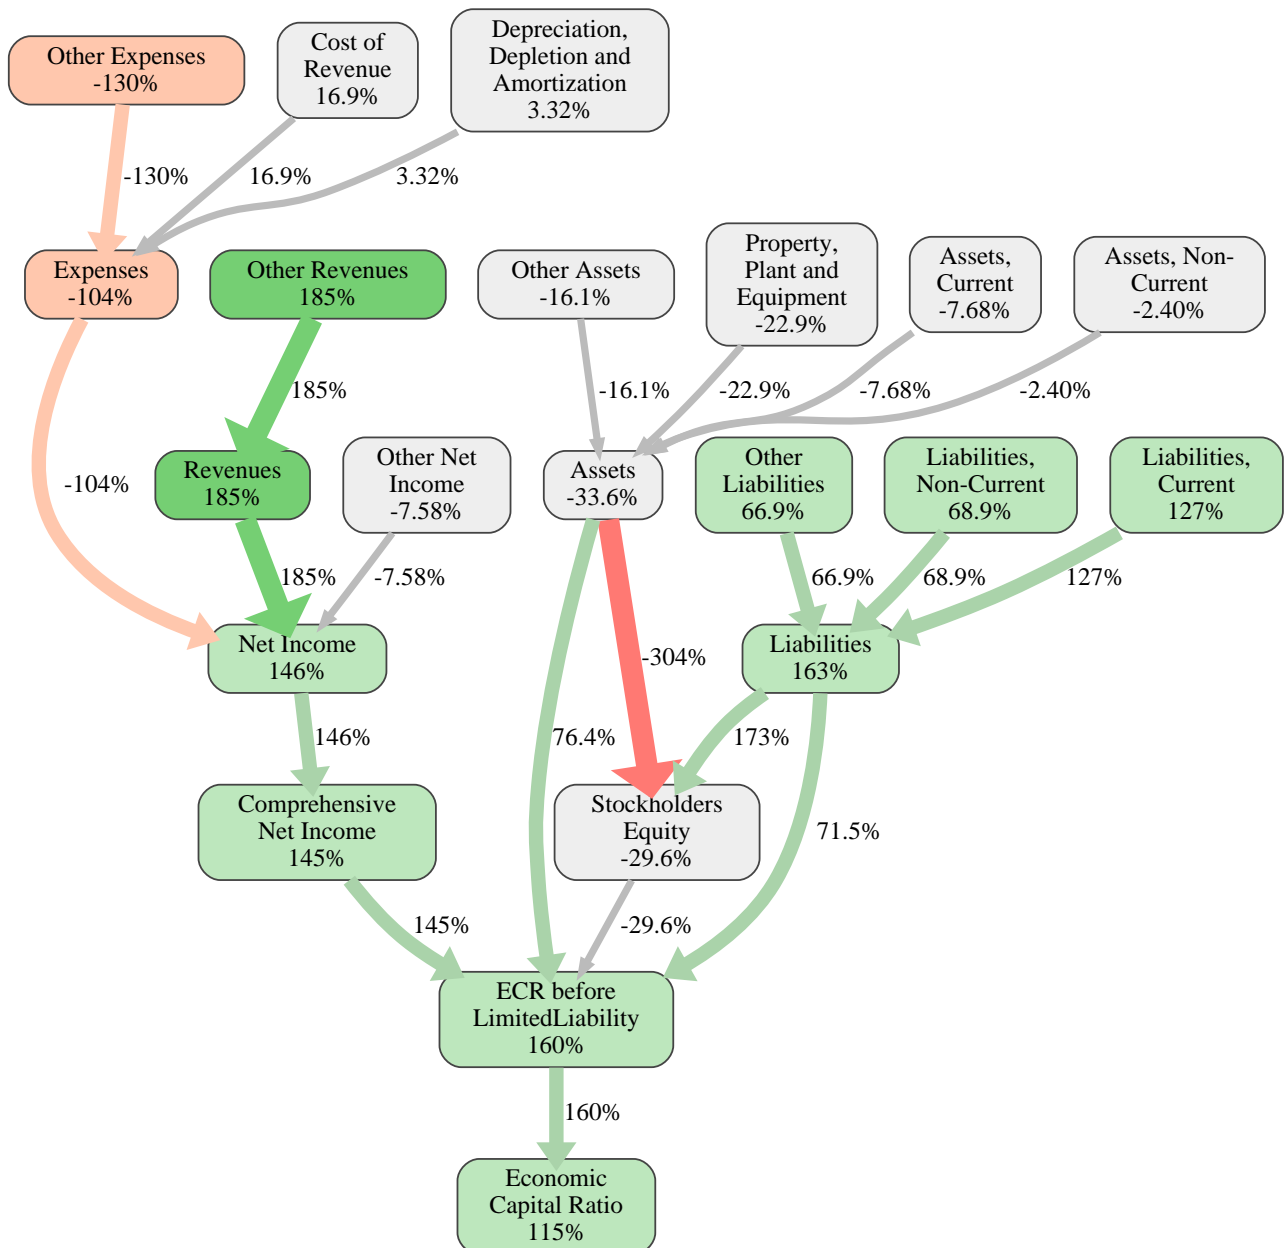 Other Expenses
-130%
Cost of
Revenue
16.9%
Depreciation,
Depletion and
Amortization
3.32%
-130%
16.9%
3.32%
Expenses
-104%
Other Revenues
185%
Other Assets
-16.1%
Property,
Plant and
Equipment
-22.9%
Assets,
Current
-7.68%
Assets, Non-
Current
-2.40%
185%
-16.1%
-22.9%
-7.68%
-2.40%
-104%
Revenues
185%
Other Net
Income
-7.58%
Assets
-33.6%
Other
Liabilities
66.9%
Liabilities,
Non-Current
68.9%
Liabilities,
Current
127%
185%
-7.58%
66.9%
68.9%
127%
Net Income
146%
-304%
Liabilities
163%
146%
76.4%
173%
Comprehensive
Net Income
145%
Stockholders
Equity
-29.6%
71.5%
145%
-29.6%
ECR before
LimitedLiability
160%
160%
Economic
Capital Ratio
115%